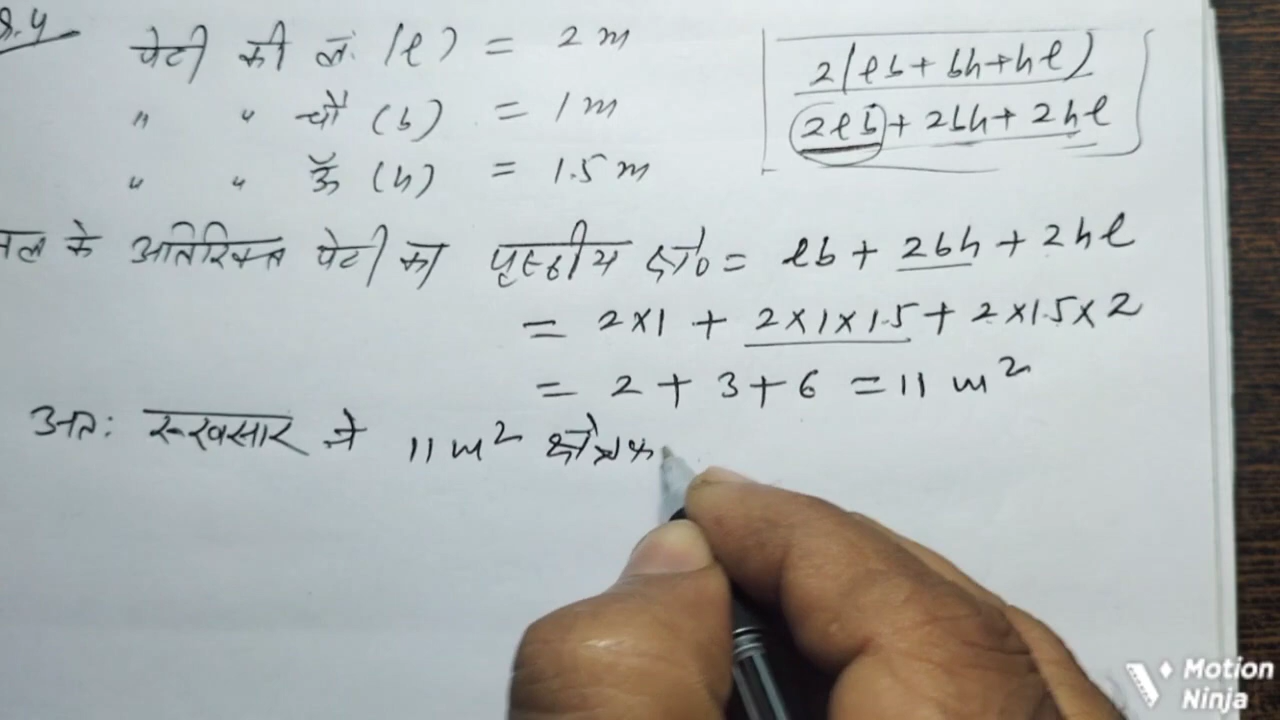 प्र.4
पेटी की लं. (l) = 2 m
" " चौ (b) = 1 m
" " ऊँ (h) = 1.5 m
2(lb + bh + hl)
2lb + 2bh + 2hl
तल के अतिरिक्त पेटी का पृष्ठीय क्षे० = lb + 2bh + 2hl
= 2×1 + 2×1×1.5 + 2×1.5×2
= 2 + 3 + 6 = 11 m²
अतः रूखसार ने 11 m² क्षेत्रफ
Motion
Ninja